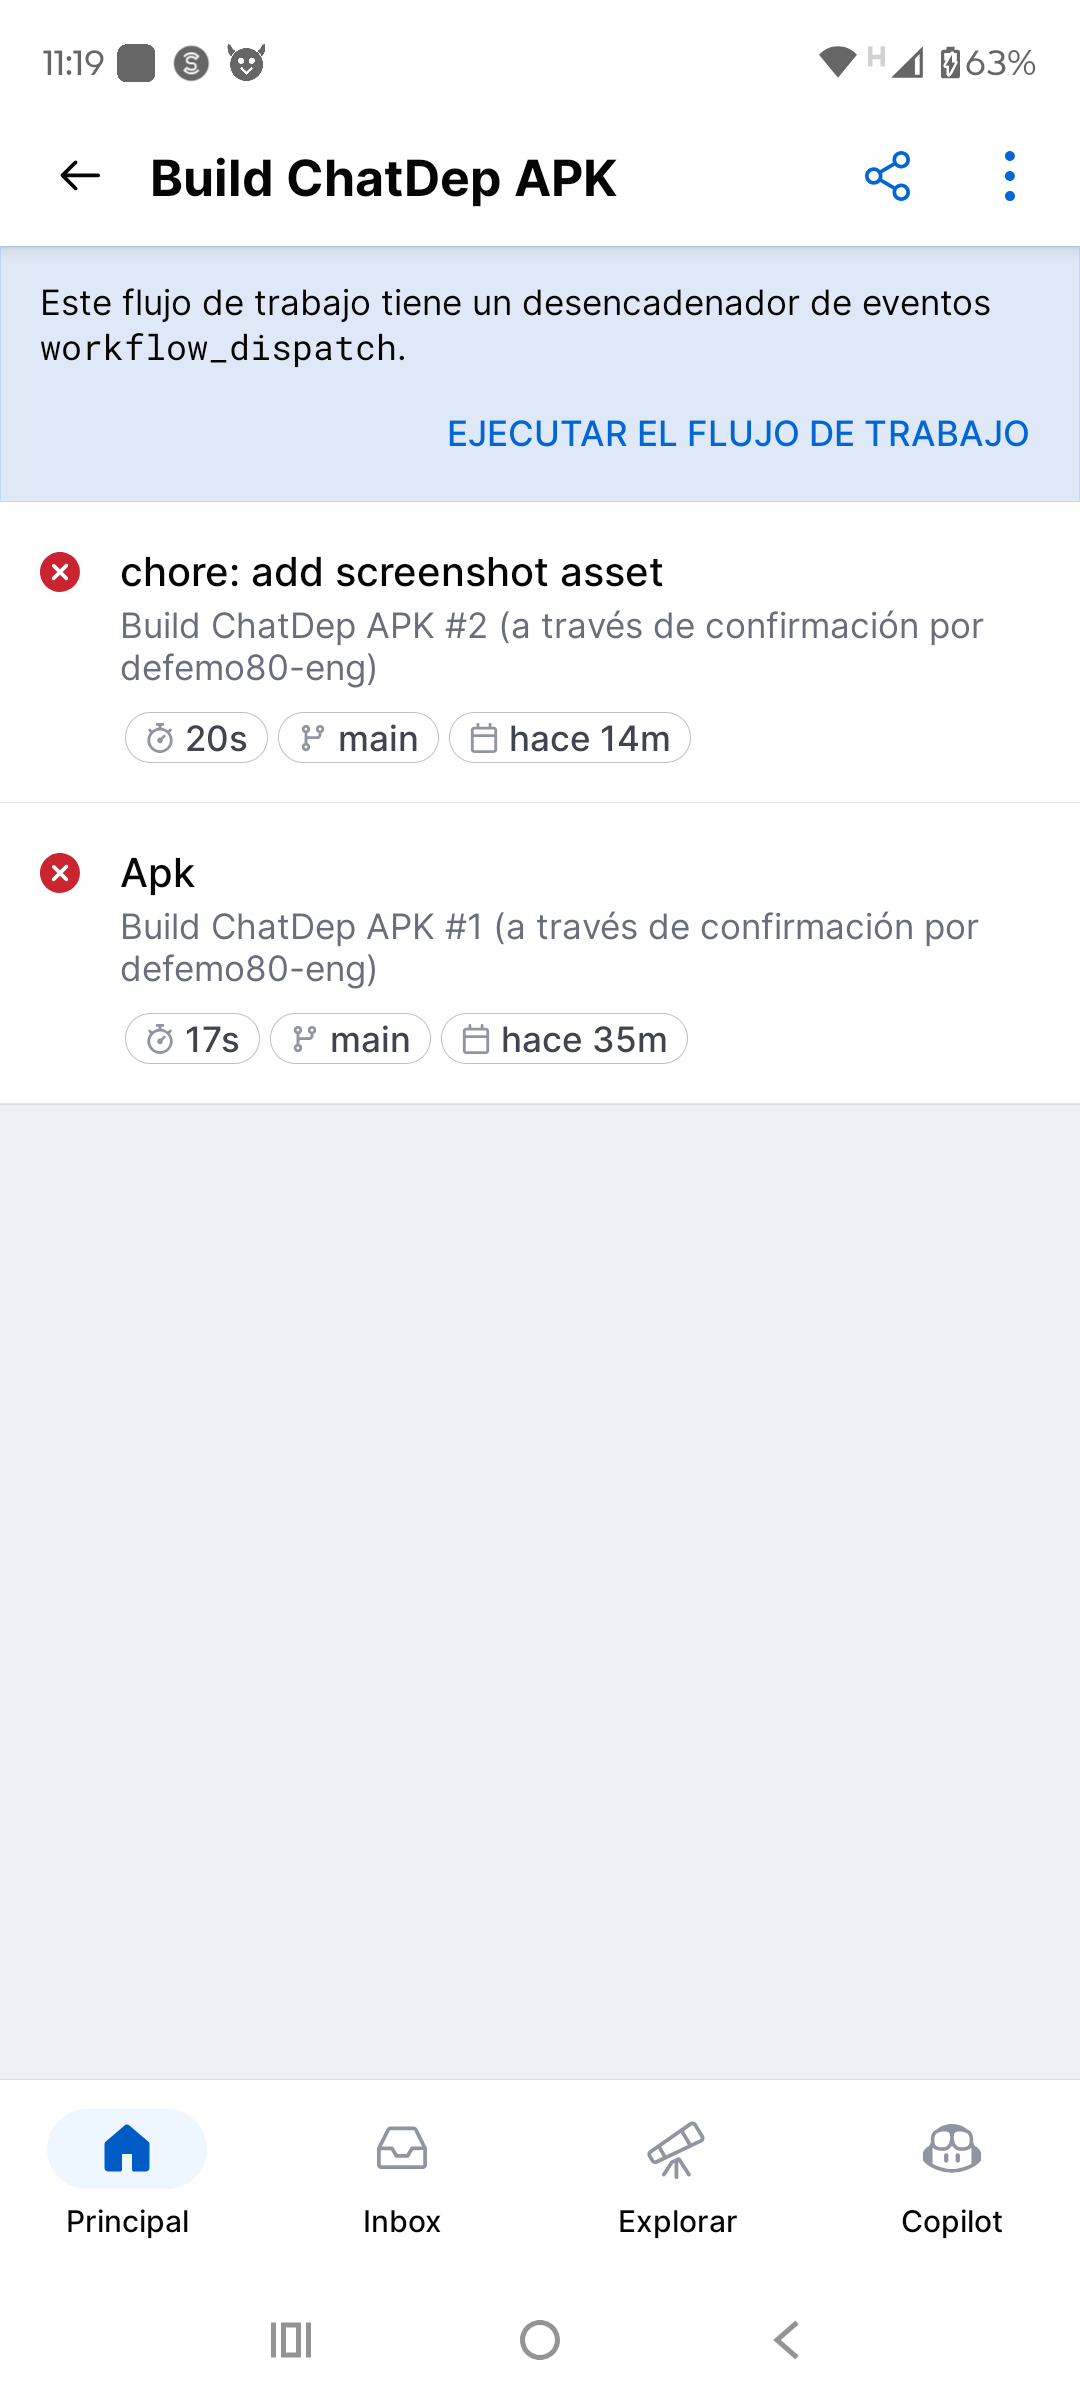 11:19
H
63%
Build ChatDep APK
Este flujo de trabajo tiene un desencadenador de eventos
workflow_dispatch.
EJECUTAR EL FLUJO DE TRABAJO
chore: add screenshot asset
Build ChatDep APK #2 (a través de confirmación por
defemo80-eng)
20s main hace 14m
Apk
Build ChatDep APK #1 (a través de confirmación por
defemo80-eng)
17s main hace 35m
Principal Inbox Explorar Copilot